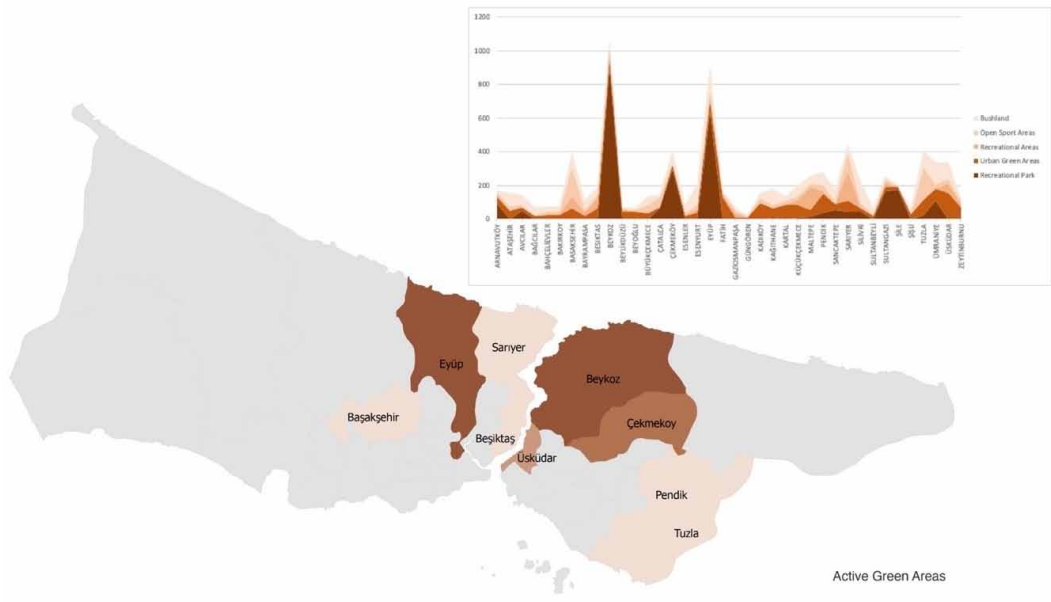 1200
1000
800
600
400
200
0
ARNAVUTKÖY
ATAŞEHİR
AVCILAR
BAĞCILAR
BAHÇELİEVLER
BAKIRKÖY
BAŞAKŞEHİR
BAYRAMPAŞA
BEŞİKTAŞ
BEYKOZ
BEYLİKDÜZÜ
BEYOĞLU
BÜYÜKÇEKMECE
ÇATALCA
ÇEKMEKÖY
ESENLER
ESENYURT
EYÜP
FATİH
GAZİOSMANPAŞA
GÜNGÖREN
KADIKÖY
KAĞITHANE
KARTAL
KÜÇÜKÇEKMECE
MALTEPE
PENDİK
SANCAKTEPE
SARIYER
SİLİVRİ
SULTANBEYLİ
SULTANGAZİ
ŞİLE
ŞİŞLİ
TUZLA
ÜMRANİYE
ÜSKÜDAR
ZEYTİNBURNU
Bushland
Open Sport Areas
Recreational Areas
Urban Green Areas
Recreational Park
Sarıyer
Eyüp
Beykoz
Başakşehir
Çekmekoy
Beşiktaş
Üsküdar
Pendik
Tuzla
Active Green Areas